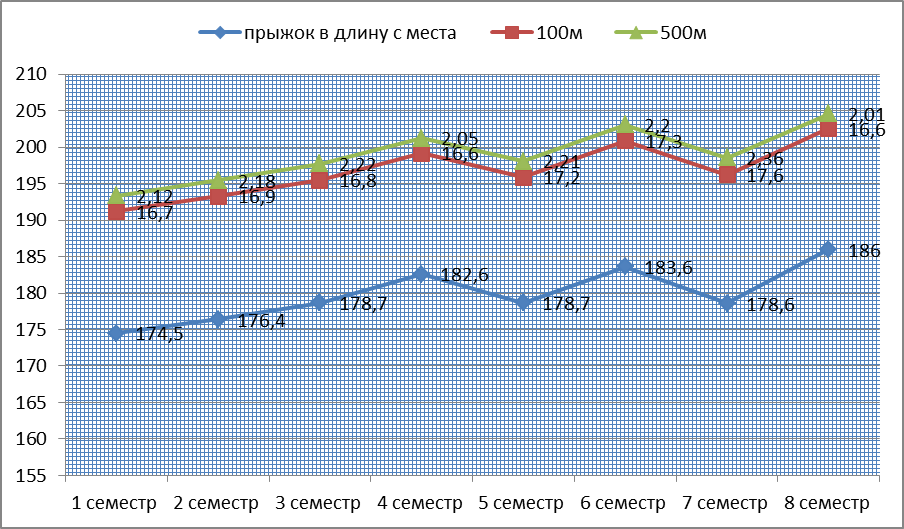 прыжок в длину с места 100м 500м
210
205
200
195
190
185
180
175
170
165
160
155
2,12 2,18 2,22 2,05 2,21 2,2 2,36 2,01
16,7 16,9 16,8 16,6 17,2 17,3 17,6 16,6
174,5 176,4 178,7 182,6 178,7 183,6 178,6 186
1 семестр 2 семестр 3 семестр 4 семестр 5 семестр 6 семестр 7 семестр 8 семестр